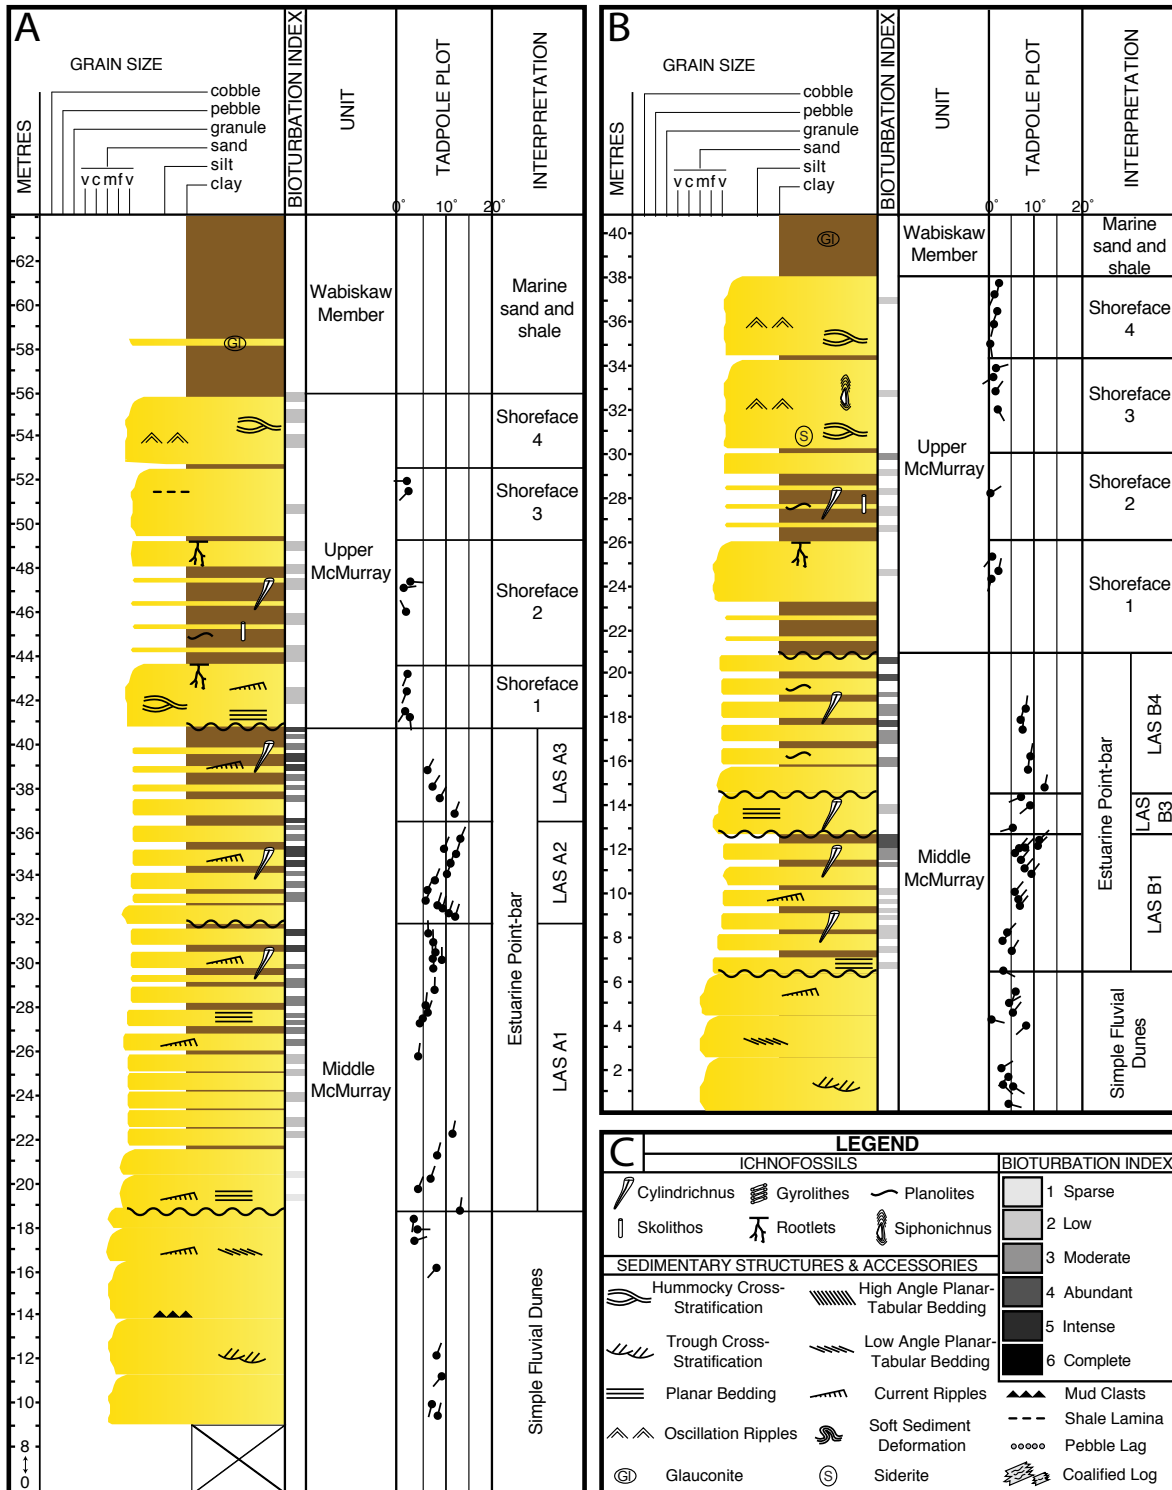 A
GRAIN SIZE
cobble
pebble
granule
sand
silt
clay
v c m f v
METRES
BIOTURBATION INDEX
UNIT
TADPOLE PLOT
INTERPRETATION
0° 10° 20°
62
60
58
56
54
52
50
48
46
44
42
40
38
36
34
32
30
28
26
24
22
20
18
16
14
12
10
8
0
GI
Wabiskaw
Member
Marine
sand and
shale
Upper
McMurray
Shoreface
4
Shoreface
3
Shoreface
2
Shoreface
1
Middle
McMurray
Estuarine Point-bar
LAS A3
LAS A2
LAS A1
Simple Fluvial Dunes
B
GRAIN SIZE
cobble
pebble
granule
sand
silt
clay
v c m f v
METRES
BIOTURBATION INDEX
UNIT
TADPOLE PLOT
INTERPRETATION
0° 10° 20°
40
38
36
34
32
30
28
26
24
22
20
18
16
14
12
10
8
6
4
2
GI
S
Wabiskaw
Member
Marine
sand and
shale
Upper
McMurray
Shoreface
4
Shoreface
3
Shoreface
2
Shoreface
1
Middle
McMurray
Estuarine Point-bar
LAS B4
LAS
B3
LAS B1
Simple Fluvial
Dunes
C
LEGEND
ICHNOFOSSILS
Cylindrichnus
Gyrolithes
Planolites
Skolithos
Rootlets
Siphonichnus
BIOTURBATION INDEX
1 Sparse
2 Low
3 Moderate
4 Abundant
5 Intense
6 Complete
SEDIMENTARY STRUCTURES & ACCESSORIES
Hummocky Cross-
Stratification
High Angle Planar-
Tabular Bedding
Trough Cross-
Stratification
Low Angle Planar-
Tabular Bedding
Planar Bedding
Current Ripples
Mud Clasts
Oscillation Ripples
Soft Sediment
Deformation
Shale Lamina
Pebble Lag
GI Glauconite
S Siderite
Coalified Log